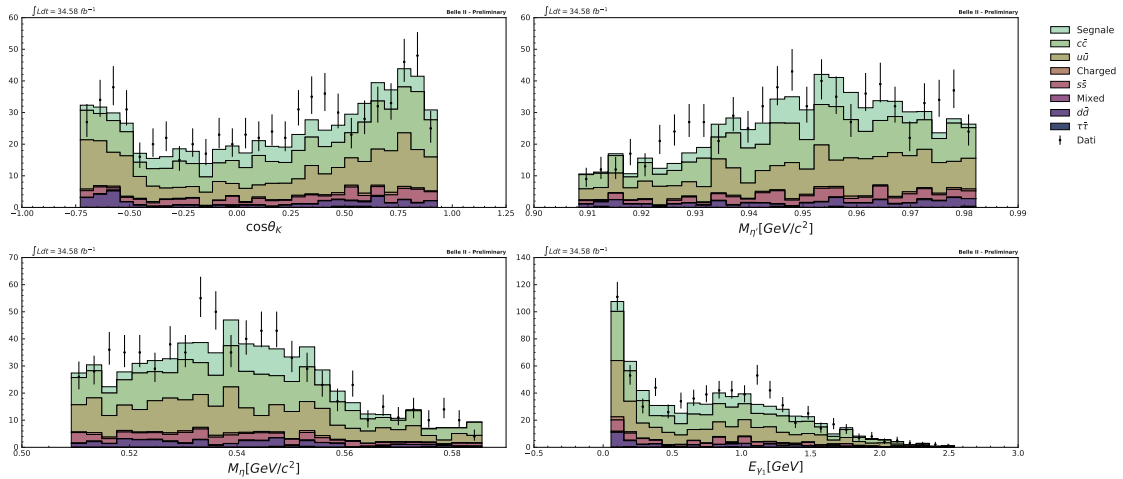 ∫Ldt = 34.58 fb⁻¹
Belle II - Preliminary
60
50
40
30
20
10
0
−1.00 −0.75 −0.50 −0.25 0.00 0.25 0.50 0.75 1.00 1.25
cosθ_K
∫Ldt = 34.58 fb⁻¹
Belle II - Preliminary
60
50
40
30
20
10
0
0.90 0.91 0.92 0.93 0.94 0.95 0.96 0.97 0.98 0.99
M_η′[GeV/c²]
Segnale
cc̄
uū
Charged
ss̄
Mixed
dd̄
ττ̄
Dati
∫Ldt = 34.58 fb⁻¹
Belle II - Preliminary
70
60
50
40
30
20
10
0
0.50 0.52 0.54 0.56 0.58
M_η[GeV/c²]
∫Ldt = 34.58 fb⁻¹
Belle II - Preliminary
140
120
100
80
60
40
20
0
−0.5 0.0 0.5 1.0 1.5 2.0 2.5 3.0
E_γ₁[GeV]